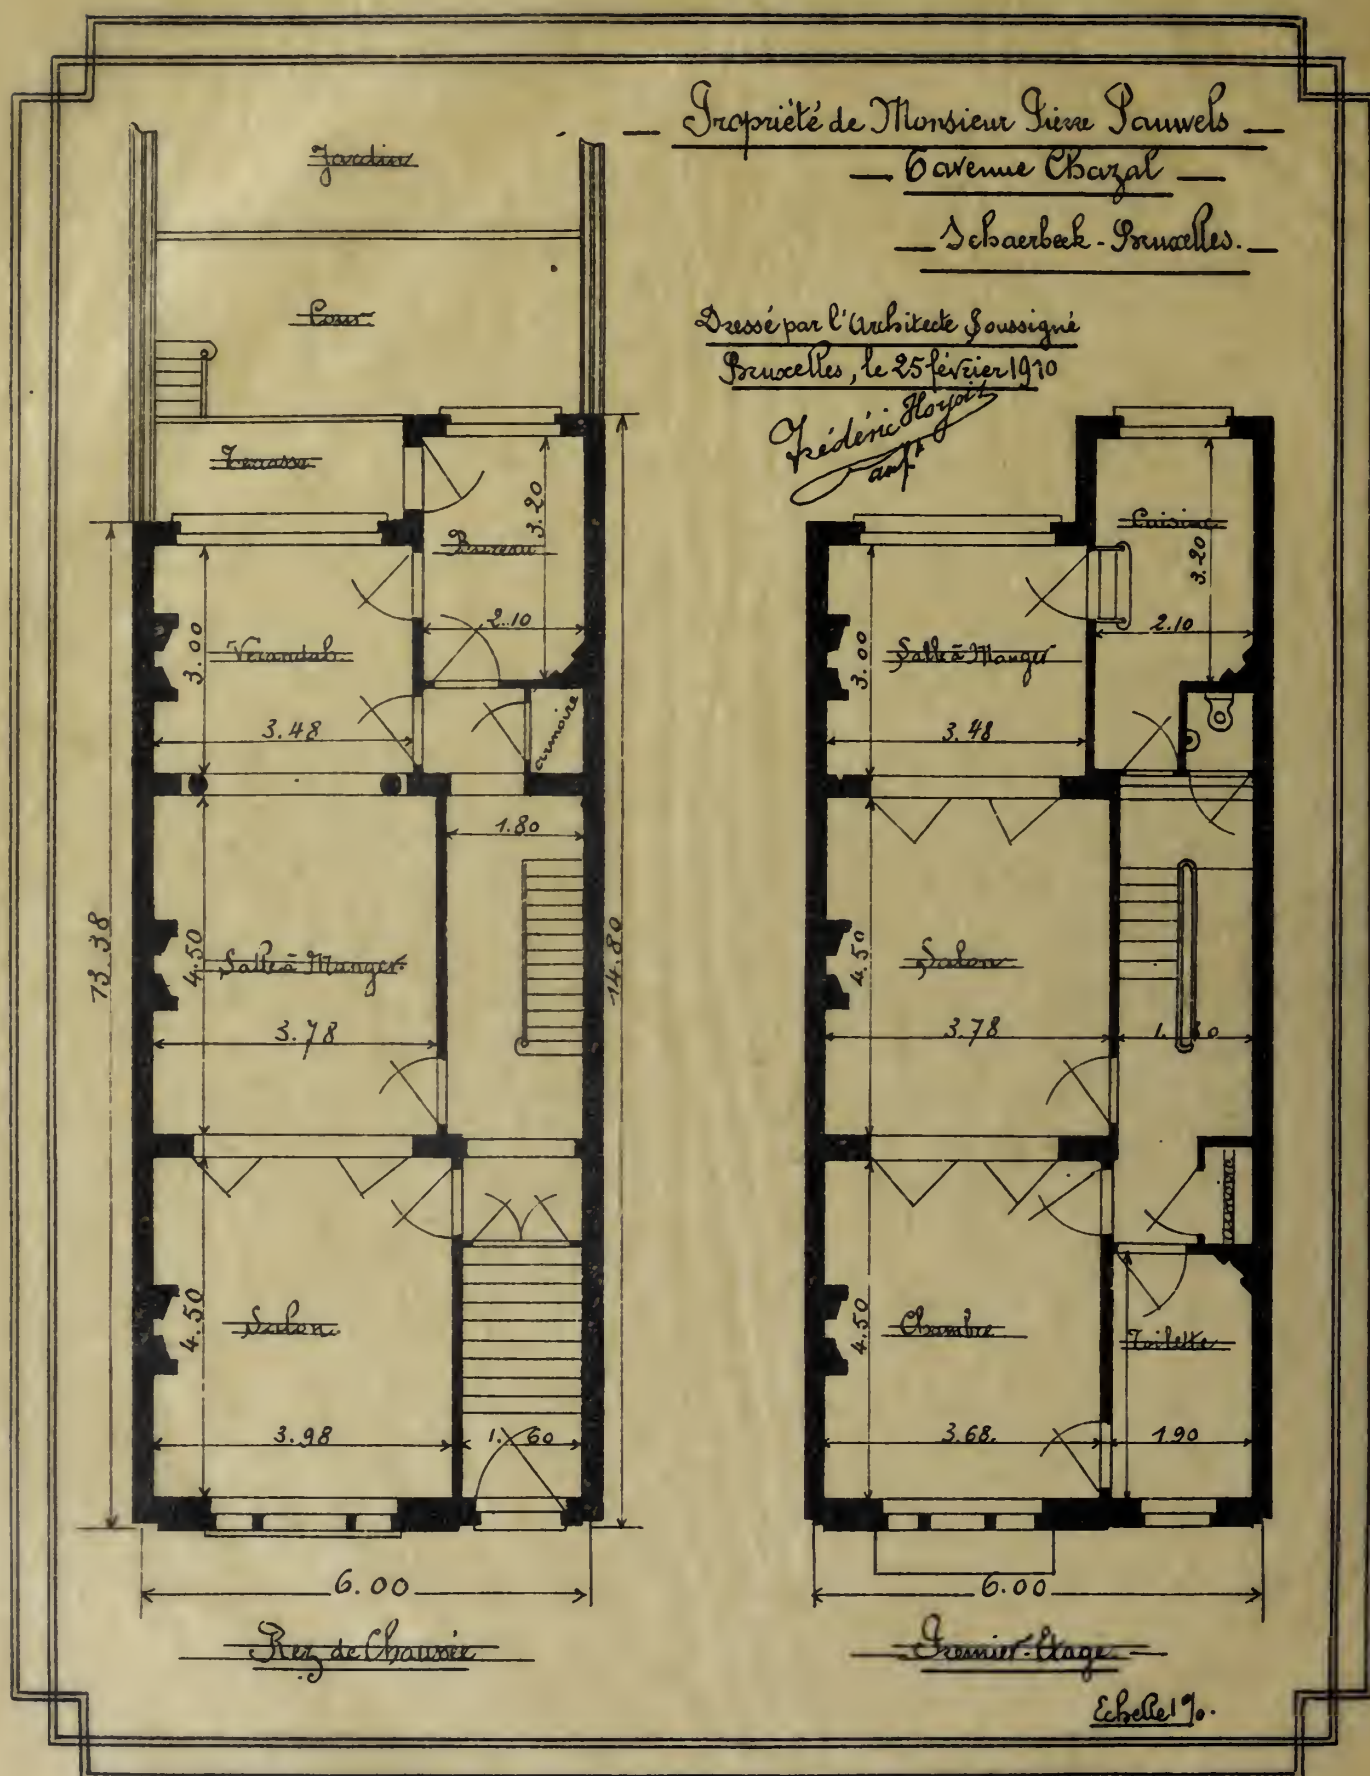 Propriété de Monsieur Pierre Pauwels
6 avenue Chazal
Schaerbeek - Bruxelles.
Dressé par l'Architecte Soussigné
Bruxelles, le 25 février 1910
Frédéric
Jardin
Cour
Terrasse
Bureau
3.20
2.10
Vérandah
3.00
3.48
armoire
1.80
13.38
14.80
Salle à Manger
4.50
3.78
Salon
4.50
3.98
1.60
6.00
Rez de Chaussée
Cuisine
3.20
2.10
Salle à Manger
3.00
3.48
Salon
4.50
3.78
armoire
Chambre
4.50
3.68.
Toilette
1.90
6.00
Premier-Etage
Echelle 1%.